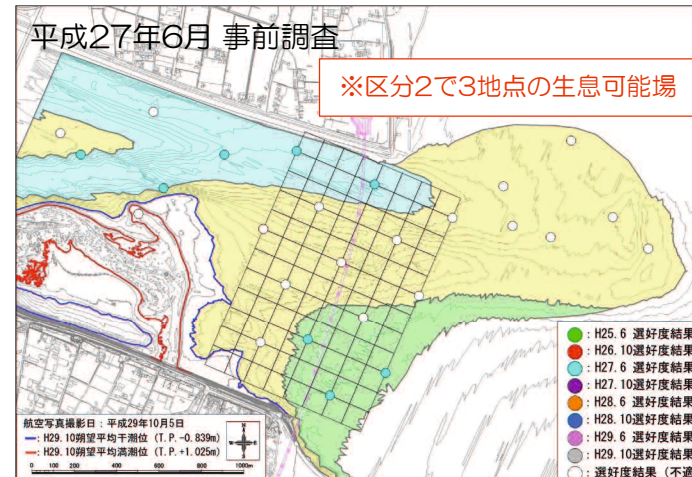 平成27年6月 事前調査
※区分2で3地点の生息可能場
: H25.6 選好度結果
: H26.10選好度結果
: H27.6 選好度結果
: H27.10選好度結果
: H28.6 選好度結果
: H28.10選好度結果
: H29.6 選好度結果
: H29.10選好度結果
: 選好度結果（不適
航空写真撮影日：平成29年10月5日
: H29.10朔望平均干潮位 (T.P.-0.839m)
: H29.10朔望平均満潮位 (T.P.+1.025m)
N
W E
S
0 100 200 400 600 800 1000m